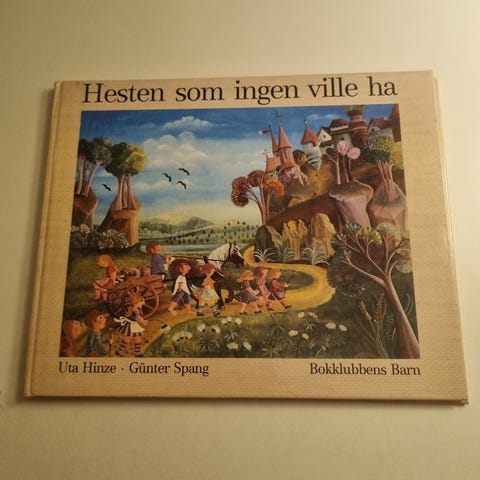 Hesten som ingen ville ha
Uta Hinze · Günter Spang Bokklubbens Barn